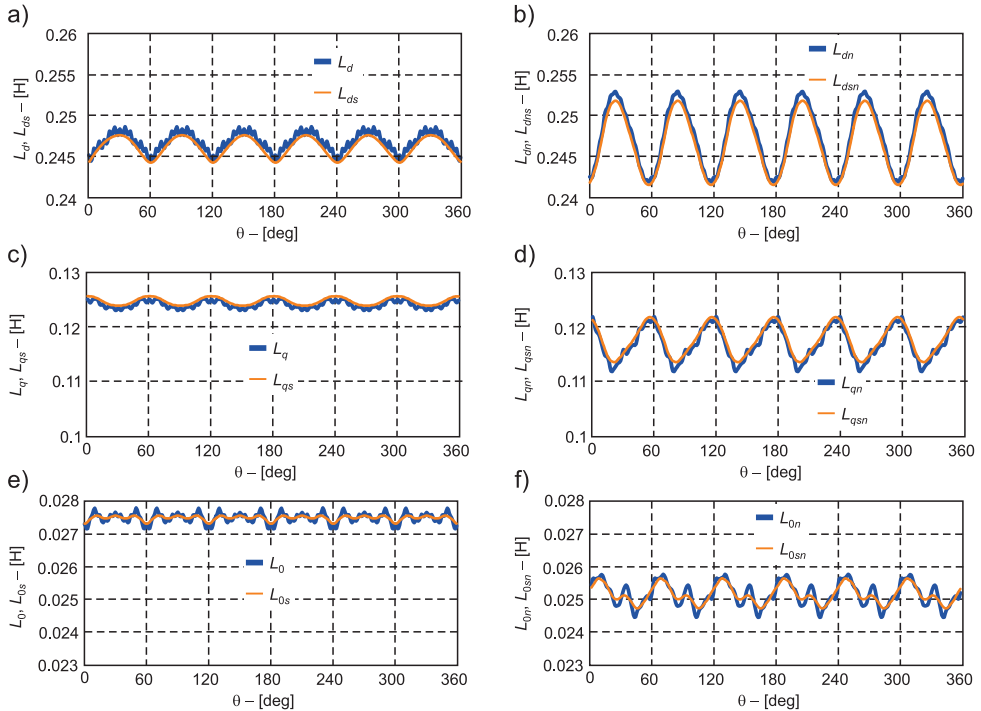 a)
L_d, L_ds – [H]
0.26
0.255
0.25
0.245
0.24
L_d
L_ds
0 60 120 180 240 300 360
θ – [deg]
b)
L_dn, L_dns – [H]
0.26
0.255
0.25
0.245
0.24
L_dn
L_dsn
0 60 120 180 240 300 360
θ – [deg]
c)
L_q, L_qs – [H]
0.13
0.12
0.11
0.1
L_q
L_qs
0 60 120 180 240 300 360
θ – [deg]
d)
L_qn, L_qsn – [H]
0.13
0.12
0.11
0.1
L_qn
L_qsn
0 60 120 180 240 300 360
θ – [deg]
e)
L_0, L_0s – [H]
0.028
0.027
0.026
0.025
0.024
0.023
L_0
L_0s
0 60 120 180 240 300 360
θ – [deg]
f)
L_0n, L_0sn – [H]
0.028
0.027
0.026
0.025
0.024
0.023
L_0n
L_0sn
0 60 120 180 240 300 360
θ – [deg]